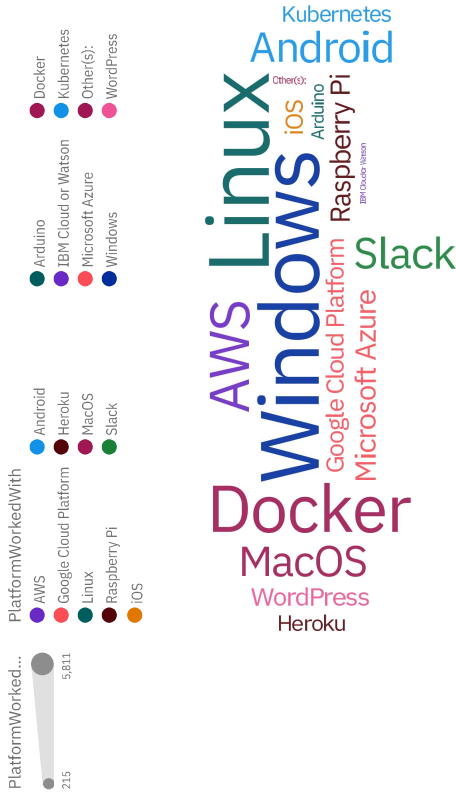 PlatformWorked...
215
5,811
PlatformWorkedWith
AWS
Google Cloud Platform
Linux
Raspberry Pi
iOS
Android
Heroku
MacOS
Slack
Arduino
IBM Cloud or Watson
Microsoft Azure
Windows
Docker
Kubernetes
Other(s):
WordPress
Kubernetes
Android
Linux
Other(s):
iOS
Arduino
Raspberry Pi
IBM Cloud or Watson
Windows
Slack
AWS
Google Cloud Platform
Microsoft Azure
Docker
MacOS
WordPress
Heroku